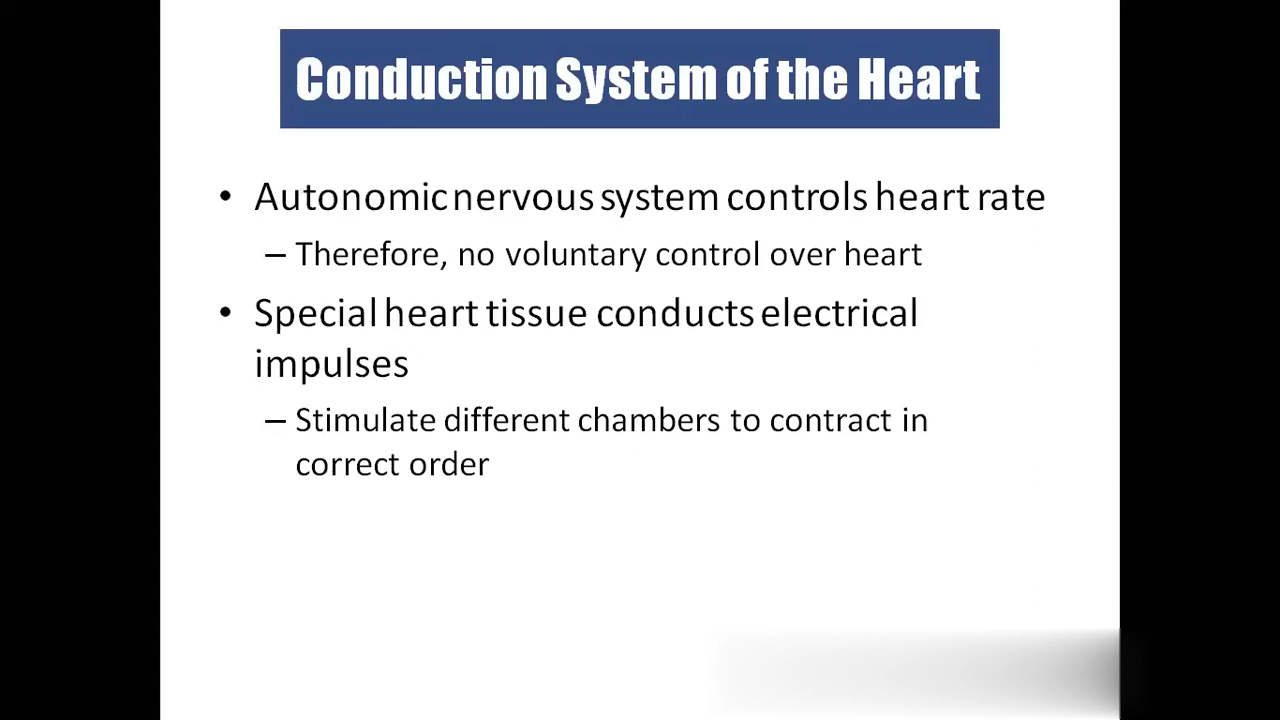 Conduction System of the Heart
• Autonomic nervous system controls heart rate
– Therefore, no voluntary control over heart
• Special heart tissue conducts electrical
impulses
– Stimulate different chambers to contract in
correct order